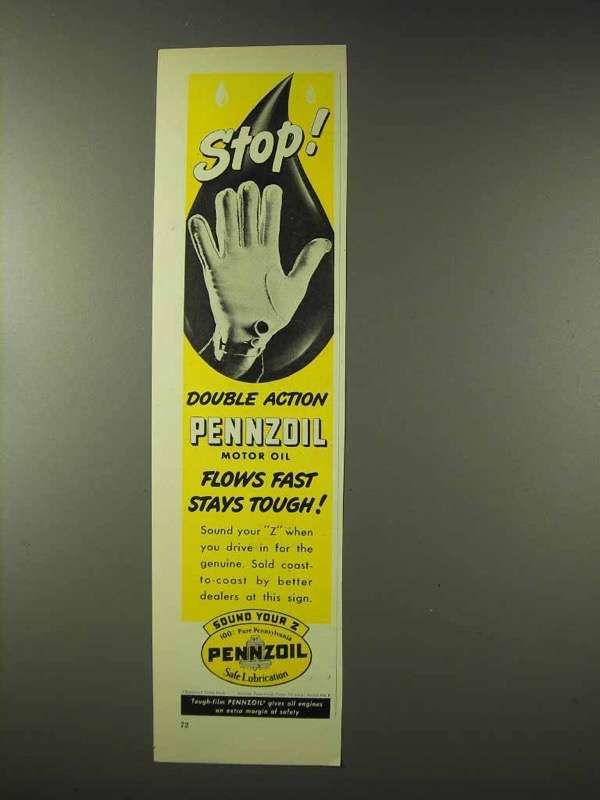 Stop!
DOUBLE ACTION
PENNZOIL
MOTOR OIL
FLOWS FAST
STAYS TOUGH!
Sound your "Z" when
you drive in for the
genuine. Sold coast-
to-coast by better
dealers at this sign.
SOUND YOUR Z
100% Pure Pennsylvania
PENNZOIL
Safe Lubrication
Tough-film PENNZOIL* gives all engines
an extra margin of safety
72